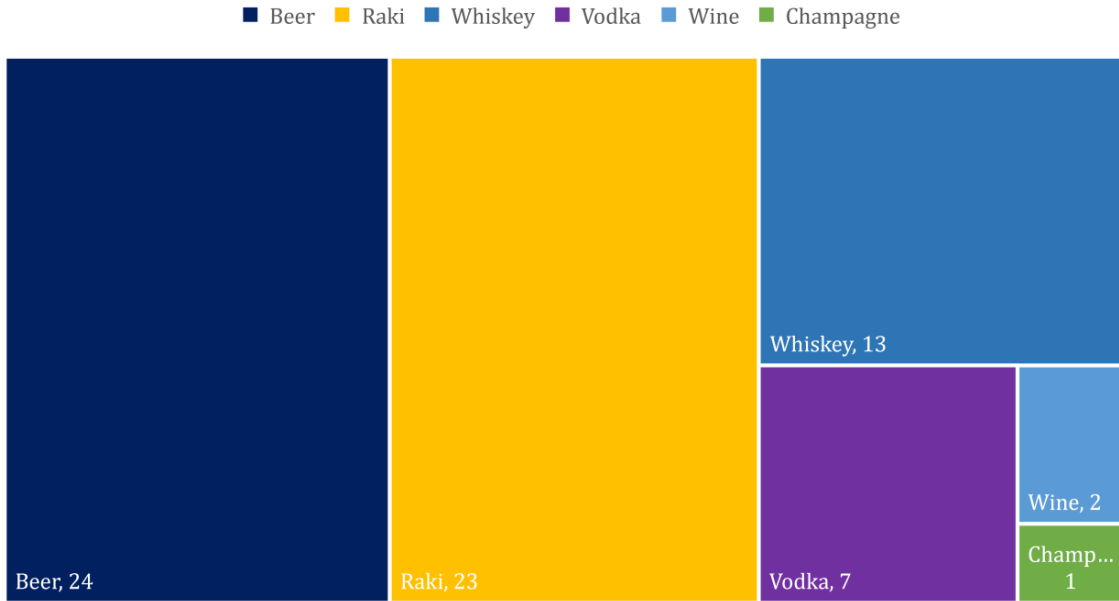 Beer Raki Whiskey Vodka Wine Champagne
Whiskey, 13
Wine, 2
Beer, 24
Raki, 23
Vodka, 7
Champ...
1